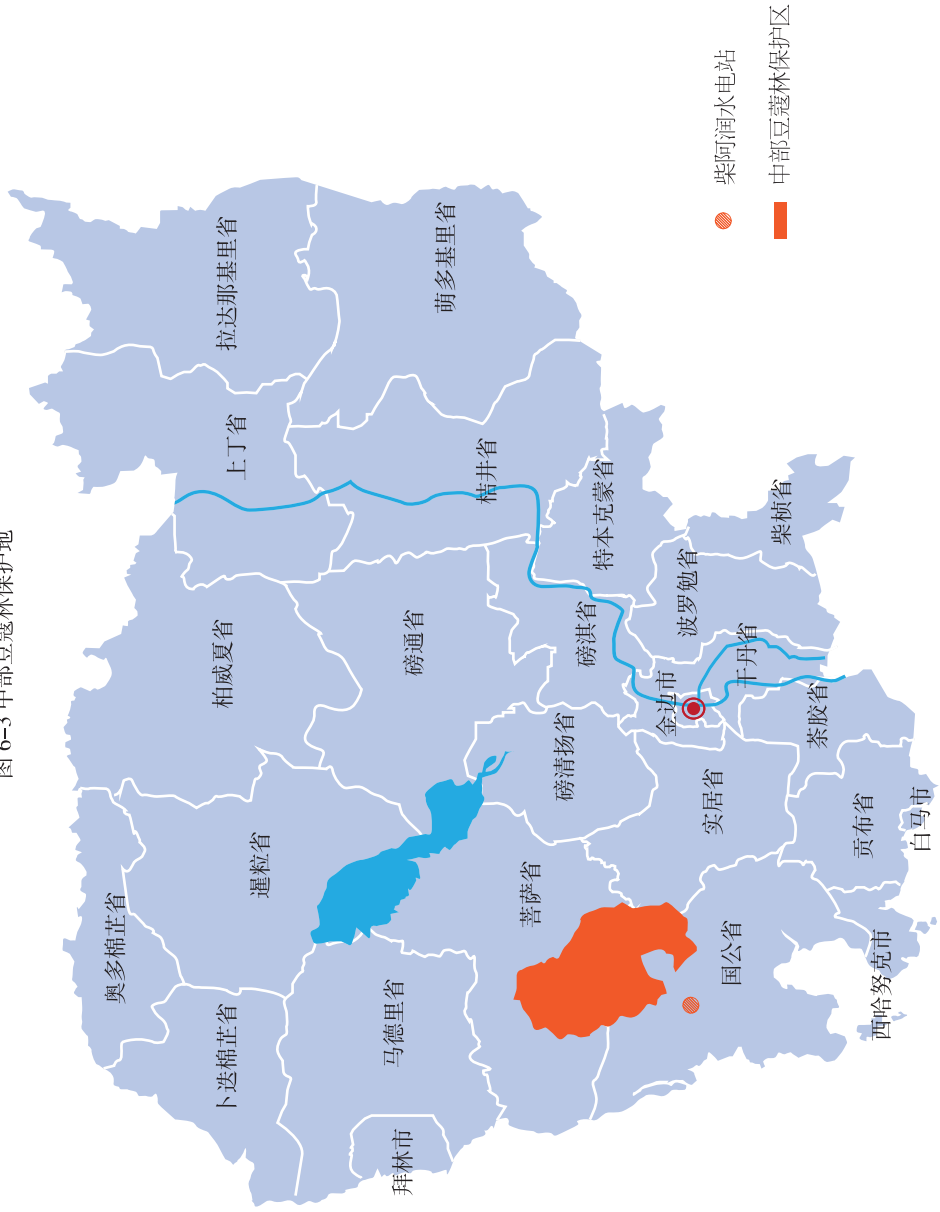 图 6-3 中部豆蔻林保护地
奥多棉芷省
卜迭棉芷省
暹粒省
柏威夏省
上丁省
拉达那基里省
拜林市
马德里省
磅通省
桔井省
萌多基里省
菩萨省
磅清扬省
磅淇省
特本克蒙省
国公省
实居省
金边市
干丹省
波罗勉省
柴桢省
茶胶省
贡布省
白马市
西哈努克市
柴阿润水电站
中部豆蔻林保护区